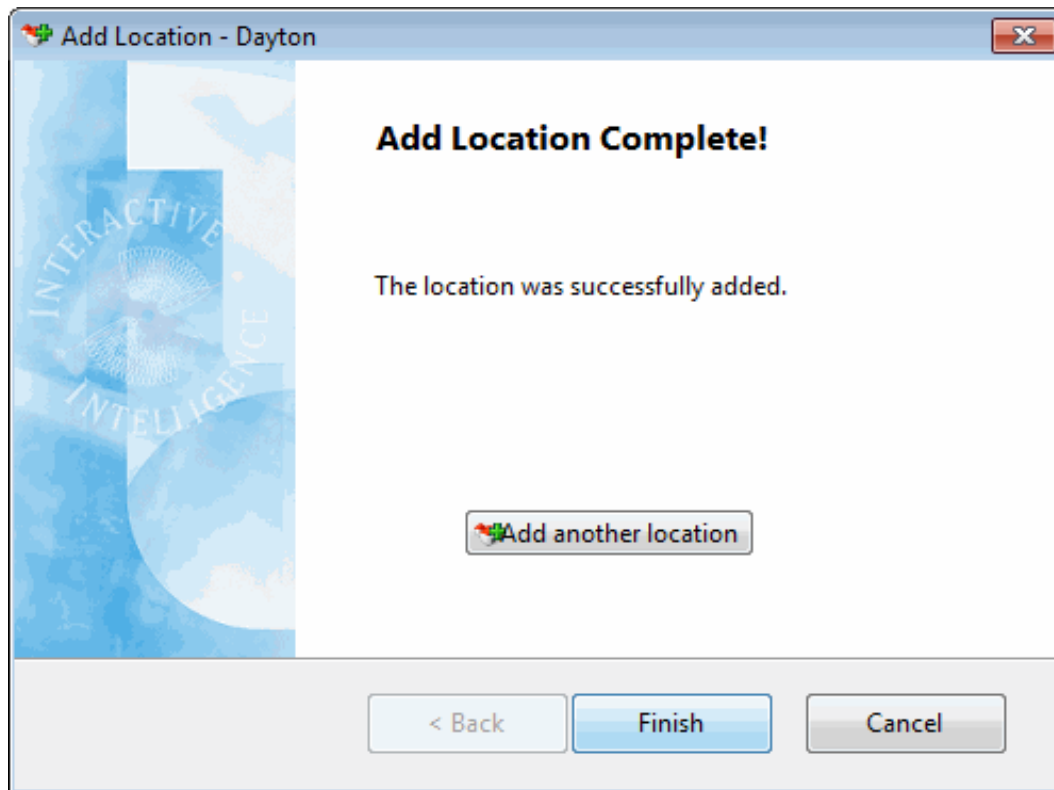 Add Location - Dayton
INTERACTIVE
INTELLIGENCE
Add Location Complete!
The location was successfully added.
Add another location
< Back
Finish
Cancel